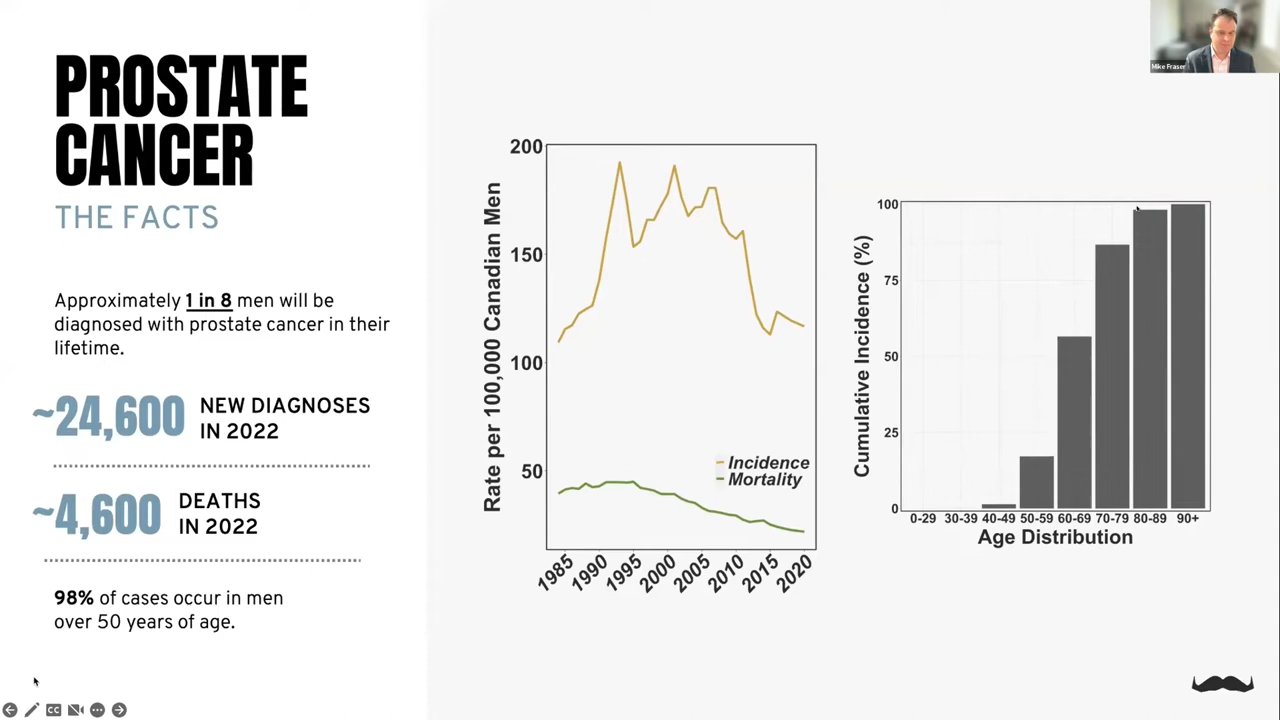 PROSTATE
CANCER
THE FACTS
Approximately 1 in 8 men will be
diagnosed with prostate cancer in their
lifetime.
~24,600 NEW DIAGNOSES
IN 2022
~4,600 DEATHS
IN 2022
98% of cases occur in men
over 50 years of age.
Rate per 100,000 Canadian Men
200
150
100
50
Incidence
Mortality
1985 1990 1995 2000 2005 2010 2015 2020
Cumulative Incidence (%)
100
75
50
25
0
0-29 30-39 40-49 50-59 60-69 70-79 80-89 90+
Age Distribution
Mike Fraser
CC